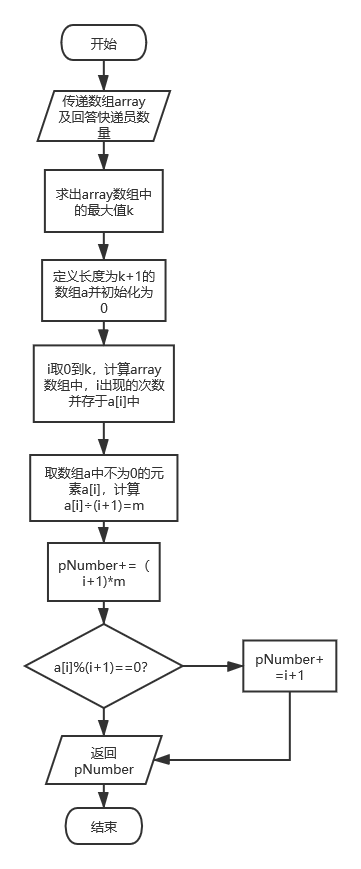 开始
传递数组array
及回答快递员数
量
求出array数组中
的最大值k
定义长度为k+1的
数组a并初始化为
0
i取0到k，计算array
数组中，i出现的次数
并存于a[i]中
取数组a中不为0的元
素a[i]，计算
a[i]÷(i+1)=m
pNumber+=（
i+1)*m
a[i]%(i+1)==0?
pNumber+
=i+1
返回
pNumber
结束